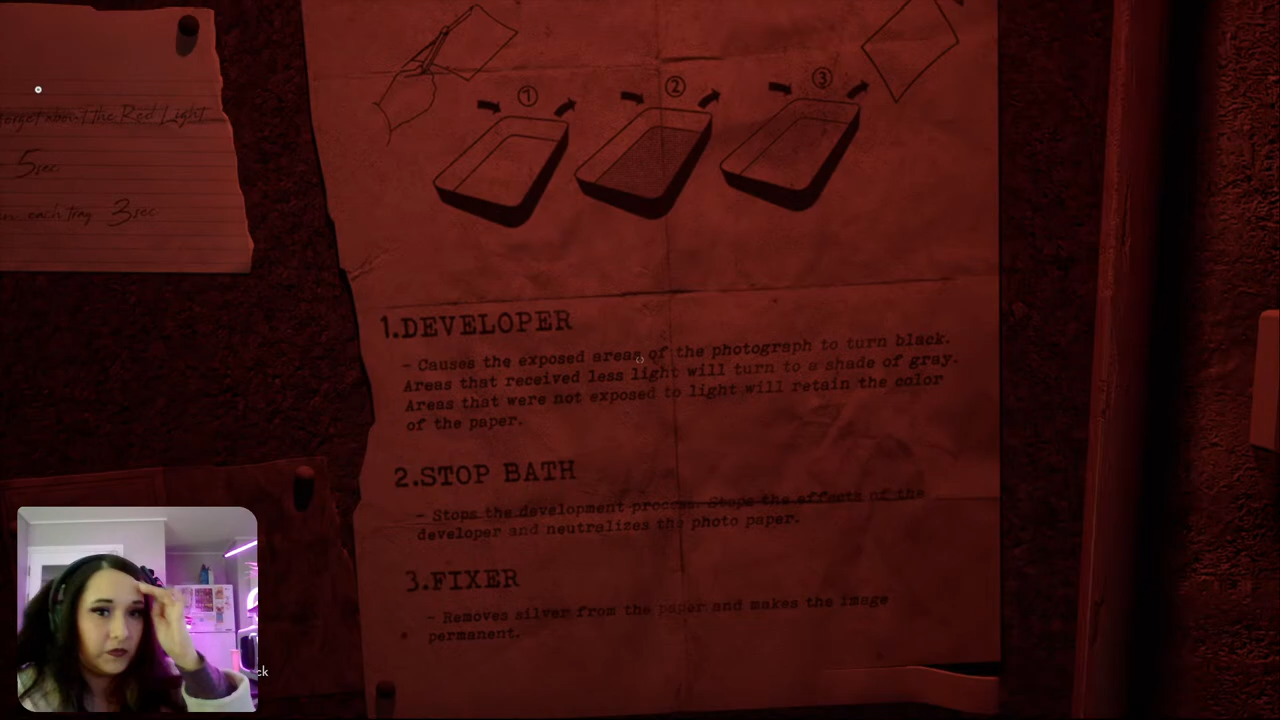 forget about the Red Light
5sec
each tray 3sec
1
2
3
1.DEVELOPER
- Causes the exposed areas of the photograph to turn black.
Areas that received less light will turn to a shade of gray.
Areas that were not exposed to light will retain the color
of the paper.
2.STOP BATH
- Stops the development process. Stops the effects of the
developer and neutralizes the photo paper.
3.FIXER
- Removes silver from the paper and makes the image
permanent.
ck